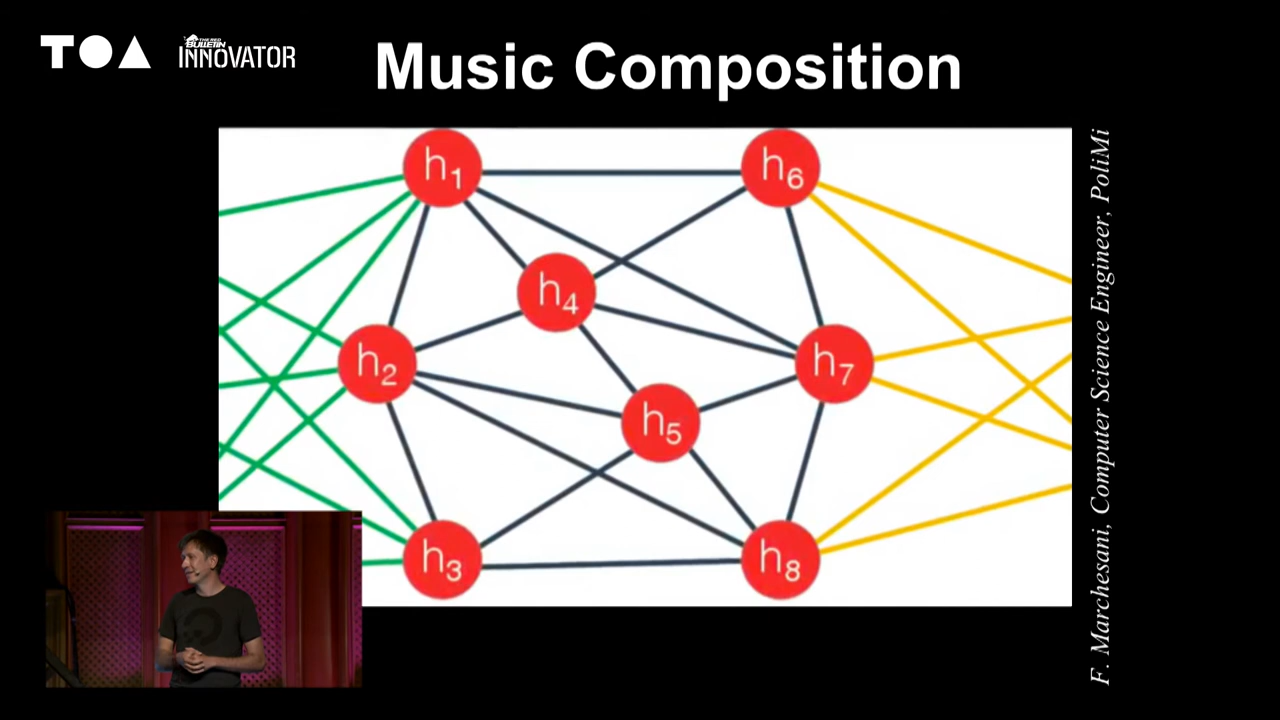 TOA
THE RED
BULLETIN
INNOVATOR
Music Composition
h1
h6
h4
h2
h7
h5
h3
h8
F. Marchesani, Computer Science Engineer, PoliMi